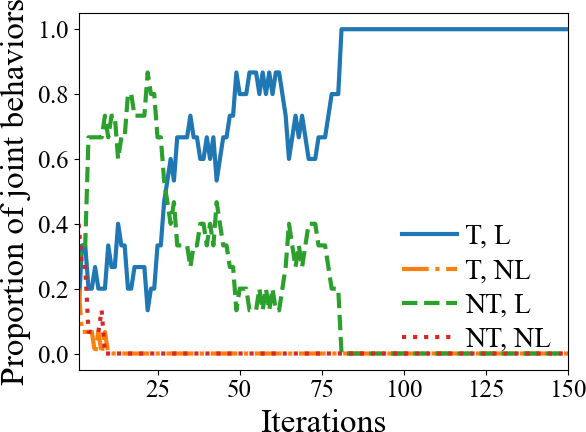 Proportion of joint behaviors
1.0
0.8
0.6
0.4
0.2
0.0
T, L
T, NL
NT, L
NT, NL
25 50 75 100 125 150
Iterations